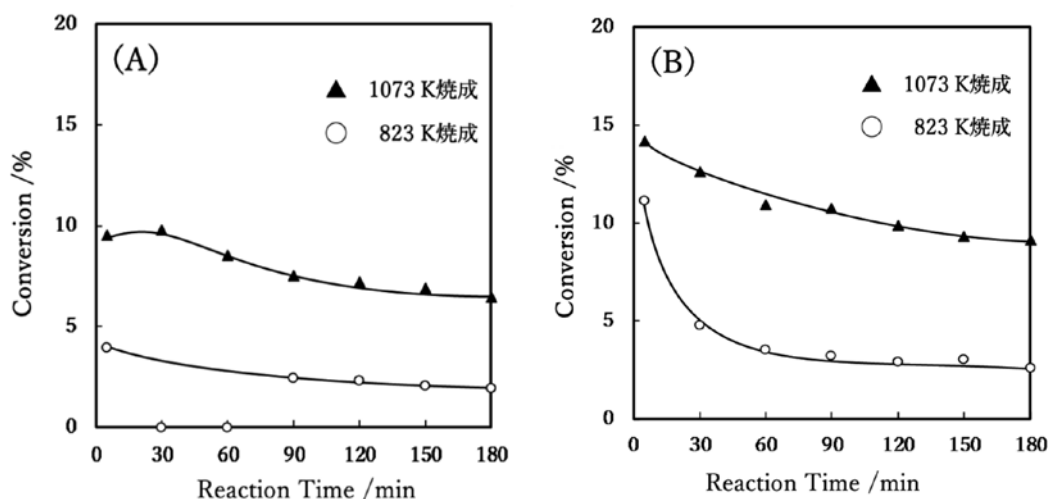 (A)
▲ 1073 K焼成
○ 823 K焼成
20
15
10
5
0
0 30 60 90 120 150 180
Conversion /%
Reaction Time /min
(B)
▲ 1073 K焼成
○ 823 K焼成
20
15
10
5
0
0 30 60 90 120 150 180
Conversion /%
Reaction Time /min